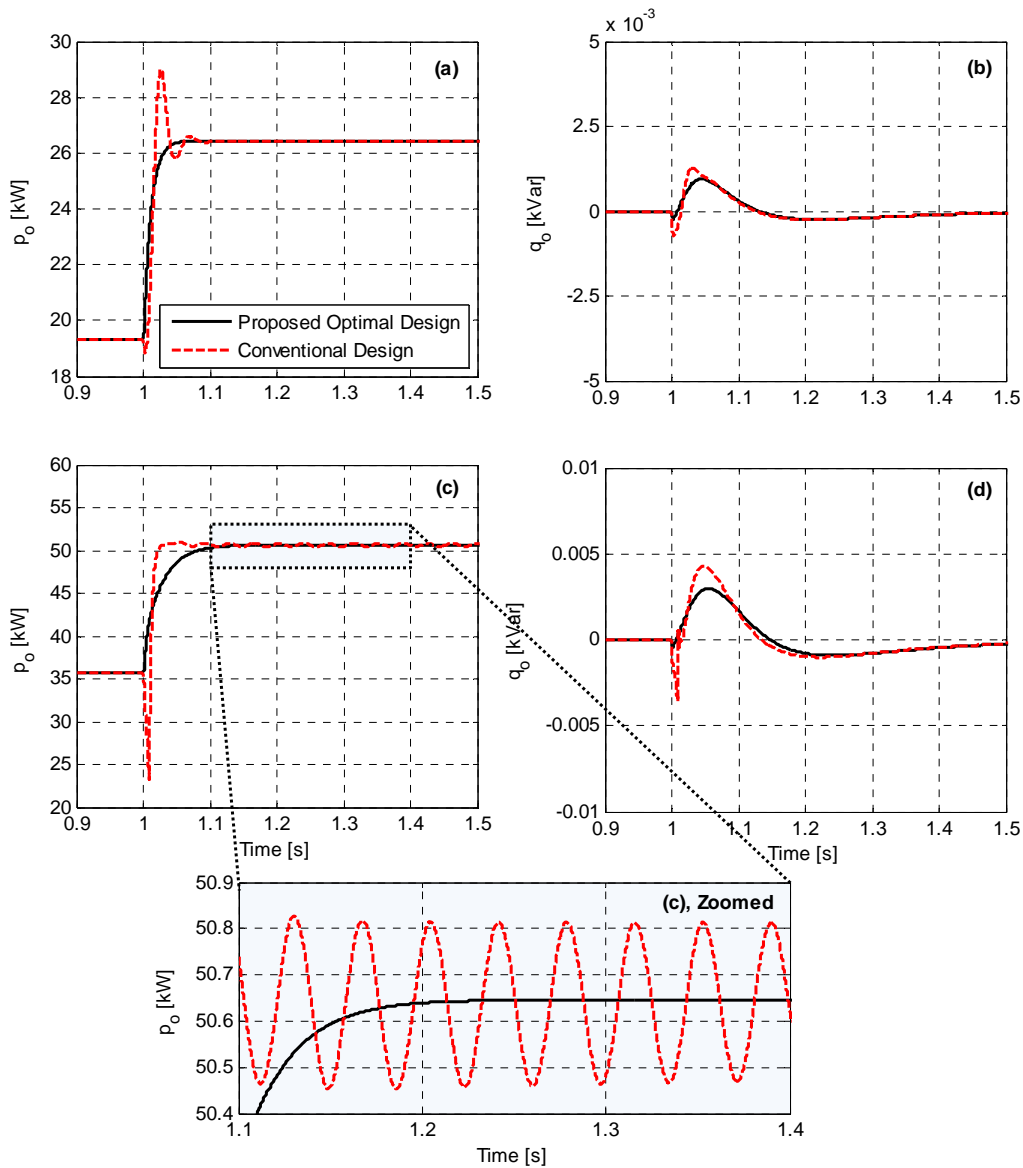 (a)
p_o [kW]
30
28
26
24
22
20
18
0.9 1 1.1 1.2 1.3 1.4 1.5
Proposed Optimal Design
Conventional Design
x 10^-3
(b)
q_o [kVar]
5
2.5
0
-2.5
-5
0.9 1 1.1 1.2 1.3 1.4 1.5
(c)
p_o [kW]
60
55
50
45
40
35
30
25
20
0.9 1 1.1 1.2 1.3 1.4 1.5
Time [s]
(d)
q_o [kVar]
0.01
0.005
0
-0.005
-0.01
0.9 1 1.1 1.2 1.3 1.4 1.5
Time [s]
(c), Zoomed
p_o [kW]
50.9
50.8
50.7
50.6
50.5
50.4
1.1 1.2 1.3 1.4
Time [s]